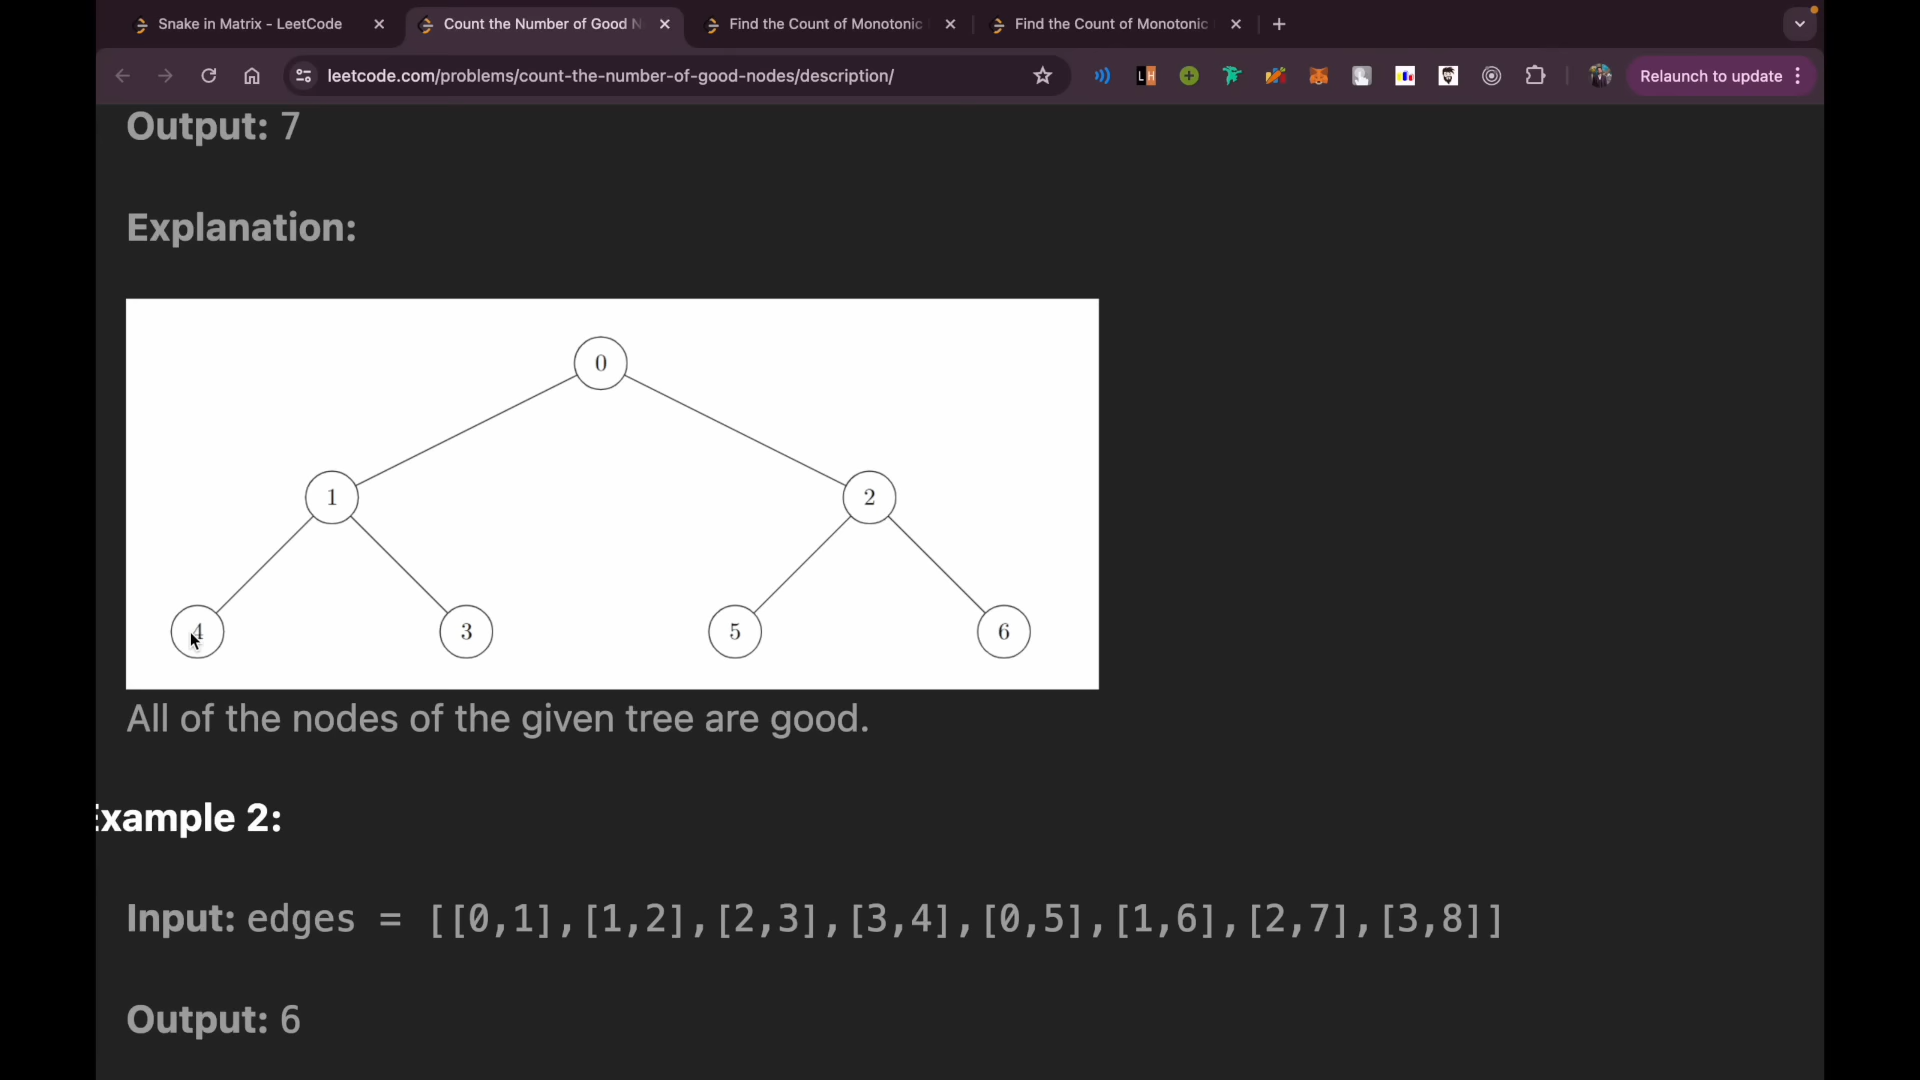 Snake in Matrix - LeetCode
Count the Number of Good N
Find the Count of Monotonic
Find the Count of Monotonic
leetcode.com/problems/count-the-number-of-good-nodes/description/
LH
Relaunch to update
Output: 7
Explanation:
0
1
2
4
3
5
6
All of the nodes of the given tree are good.
Example 2:
Input: edges = [[0,1],[1,2],[2,3],[3,4],[0,5],[1,6],[2,7],[3,8]]
Output: 6